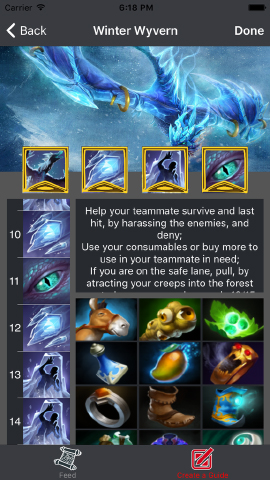 Carrier 6:18 PM
Back Winter Wyvern Done
Help your teammate survive and last
hit, by harassing the enemies, and
deny;
Use your consumables or buy more to
use in your teammate in need;
If you are on the safe lane, pull, by
atracting your creeps into the forest
10
11
12
13
14
Feed